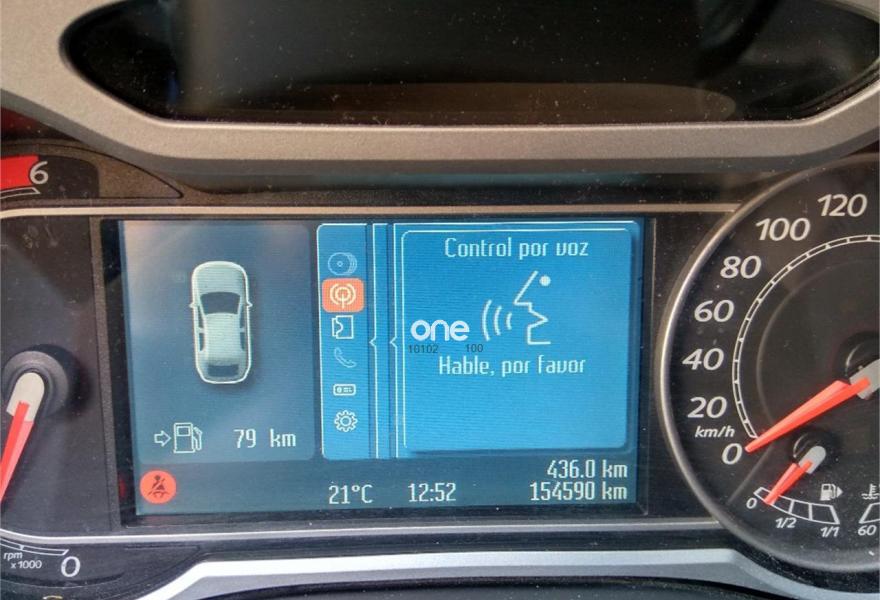 6
Control por voz
one
10102 100
Hable, por favor
79 km
436.0 km
21°C 12:52 154590 km
rpm
x1000
0
120
100
80
60
40
20
km/h
0
0
1/2
1/1
60